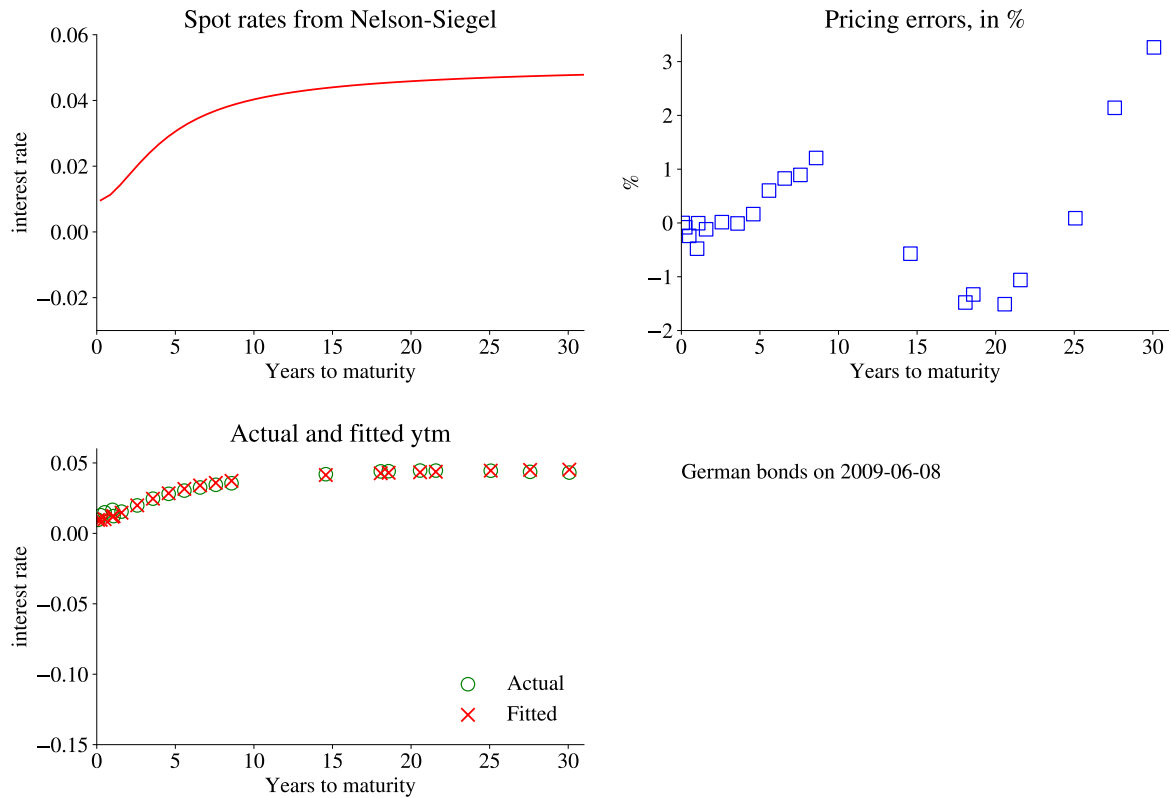 Spot rates from Nelson-Siegel
0.06
0.04
0.02
0.00
−0.02
interest rate
0 5 10 15 20 25 30
Years to maturity
Pricing errors, in %
3
2
1
0
−1
−2
%
0 5 10 15 20 25 30
Years to maturity
Actual and fitted ytm
0.05
0.00
−0.05
−0.10
−0.15
interest rate
Actual
Fitted
0 5 10 15 20 25 30
Years to maturity
German bonds on 2009-06-08